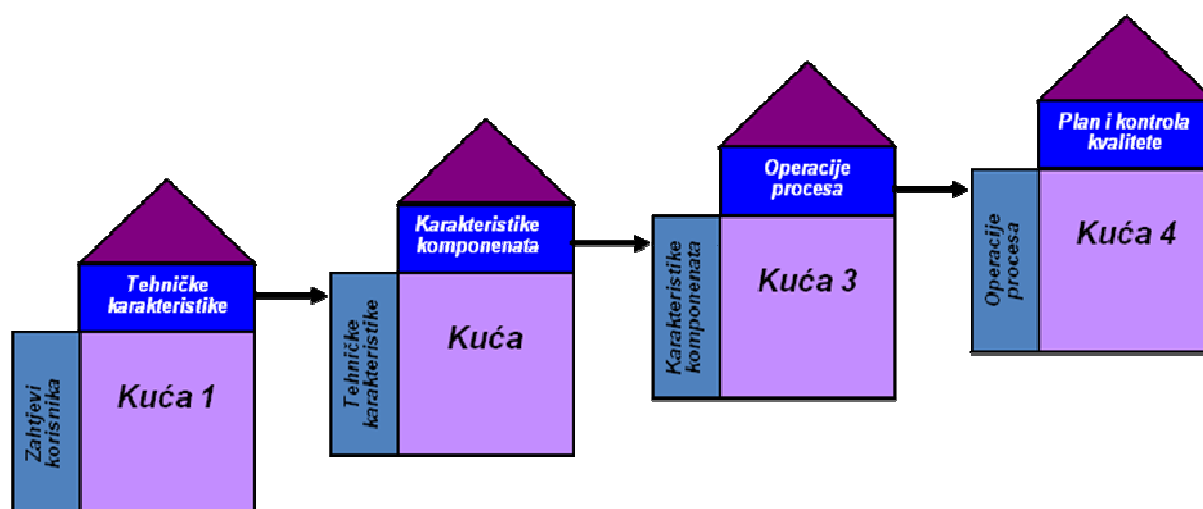 Zahtjevi
korisnika
Tehničke
karakteristike
Kuća 1
Tehničke
karakteristike
Karakteristike
komponenata
Kuća
Karakteristike
komponenata
Operacije
procesa
Kuća 3
Operacije
procesa
Plan i kontrola
kvalitete
Kuća 4